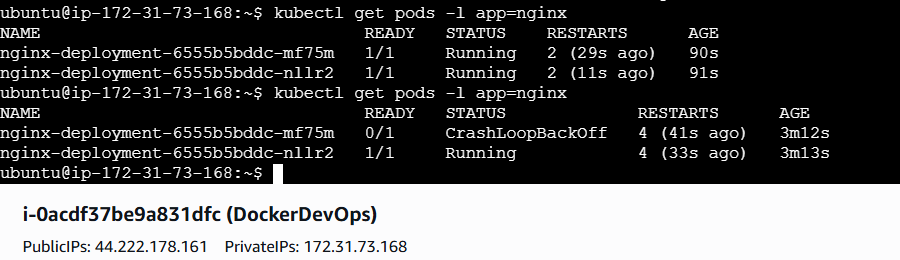 ubuntu@ip-172-31-73-168:~$ kubectl get pods -l app=nginx
NAME READY STATUS RESTARTS AGE
nginx-deployment-6555b5bddc-mf75m 1/1 Running 2 (29s ago) 90s
nginx-deployment-6555b5bddc-nllr2 1/1 Running 2 (11s ago) 91s
ubuntu@ip-172-31-73-168:~$ kubectl get pods -l app=nginx
NAME READY STATUS RESTARTS AGE
nginx-deployment-6555b5bddc-mf75m 0/1 CrashLoopBackOff 4 (41s ago) 3m12s
nginx-deployment-6555b5bddc-nllr2 1/1 Running 4 (33s ago) 3m13s
ubuntu@ip-172-31-73-168:~$
i-0acdf37be9a831dfc (DockerDevOps)
PublicIPs: 44.222.178.161 PrivateIPs: 172.31.73.168